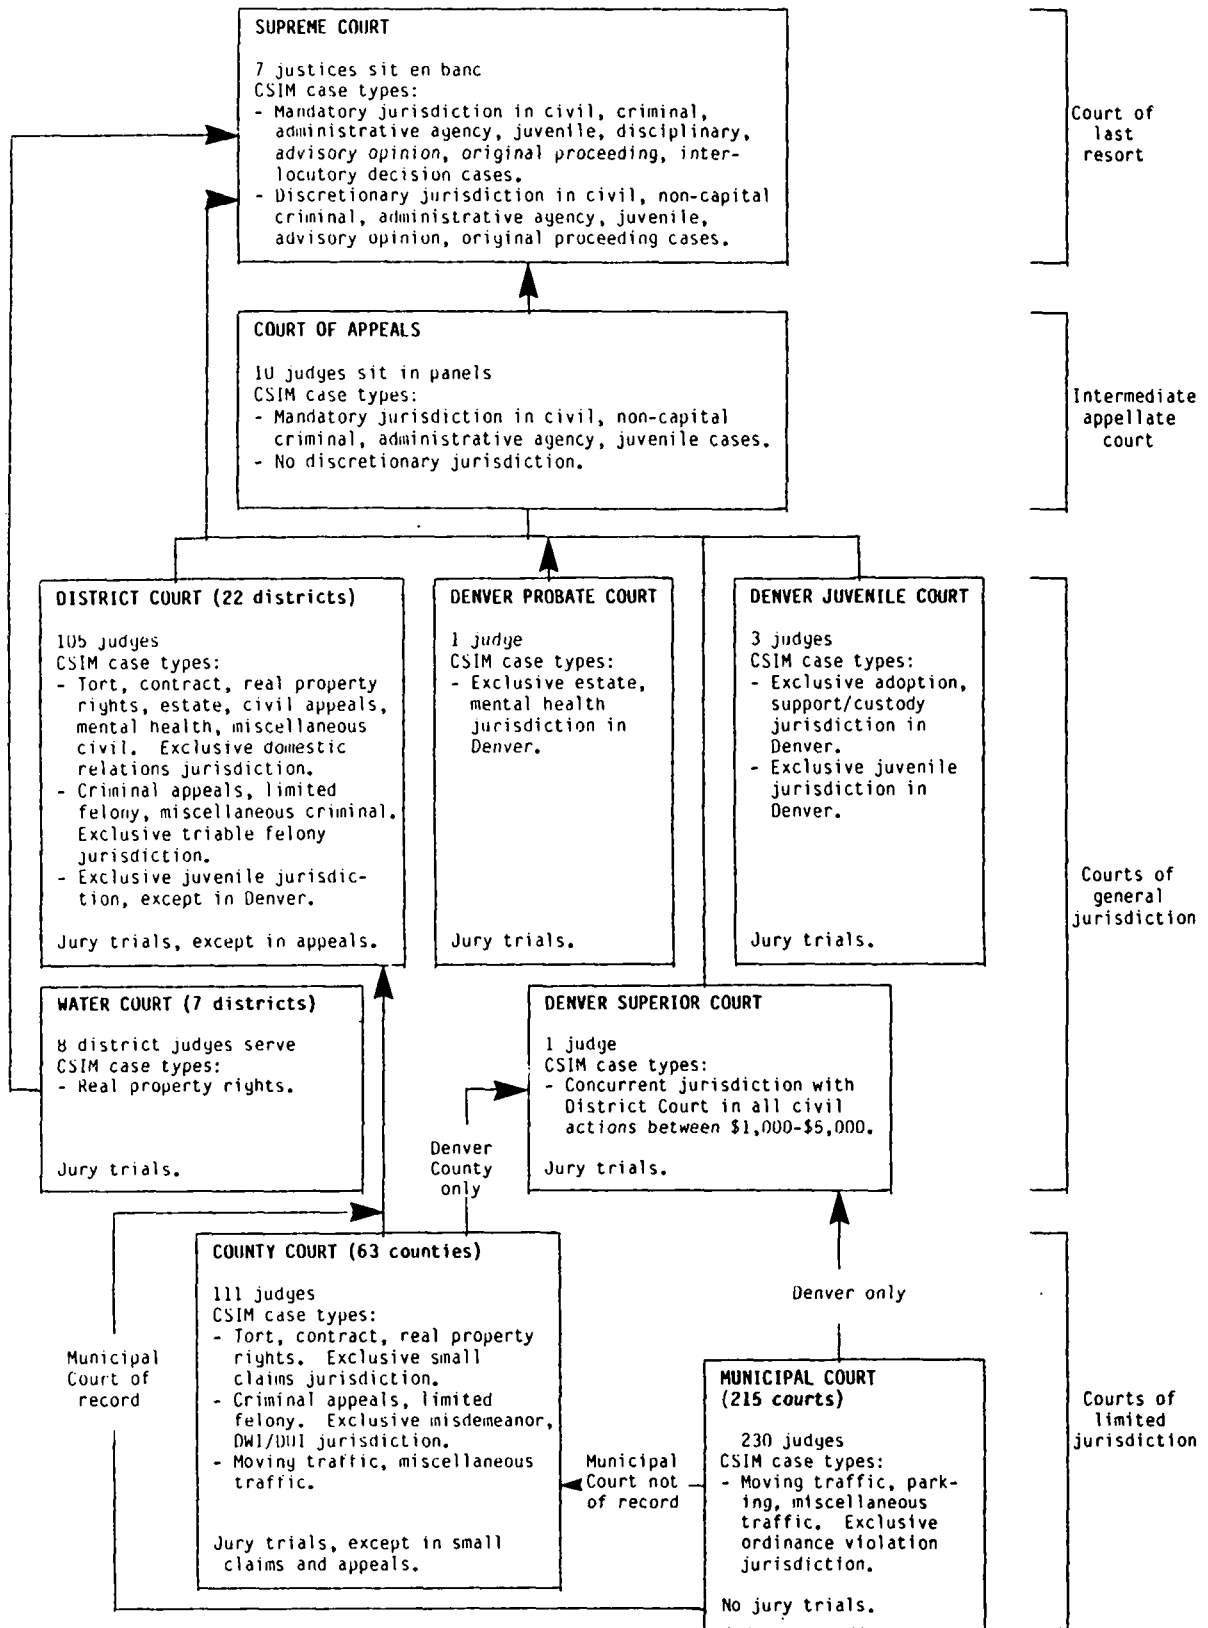 SUPREME COURT
7 justices sit en banc
CSIM case types:
- Mandatory jurisdiction in civil, criminal,
administrative agency, juvenile, disciplinary,
advisory opinion, original proceeding, inter-
locutory decision cases.
- Discretionary jurisdiction in civil, non-capital
criminal, administrative agency, juvenile,
advisory opinion, original proceeding cases.
Court of
last
resort
COURT OF APPEALS
10 judges sit in panels
CSIM case types:
- Mandatory jurisdiction in civil, non-capital
criminal, administrative agency, juvenile cases.
- No discretionary jurisdiction.
Intermediate
appellate
court
DISTRICT COURT (22 districts)
105 judges
CSIM case types:
- Tort, contract, real property
rights, estate, civil appeals,
mental health, miscellaneous
civil. Exclusive domestic
relations jurisdiction.
- Criminal appeals, limited
felony, miscellaneous criminal.
Exclusive triable felony
jurisdiction.
- Exclusive juvenile jurisdic-
tion, except in Denver.
Jury trials, except in appeals.
DENVER PROBATE COURT
1 judge
CSIM case types:
- Exclusive estate,
mental health
jurisdiction in
Denver.
Jury trials.
DENVER JUVENILE COURT
3 judges
CSIM case types:
- Exclusive adoption,
support/custody
jurisdiction in
Denver.
- Exclusive juvenile
jurisdiction in
Denver.
Jury trials.
Courts of
general
jurisdiction
WATER COURT (7 districts)
8 district judges serve
CSIM case types:
- Real property rights.
Jury trials.
DENVER SUPERIOR COURT
1 judge
CSIM case types:
- Concurrent jurisdiction with
District Court in all civil
actions between $1,000-$5,000.
Jury trials.
Denver
County
only
COUNTY COURT (63 counties)
111 judges
CSIM case types:
- Tort, contract, real property
rights. Exclusive small
claims jurisdiction.
- Criminal appeals, limited
felony. Exclusive misdemeanor,
DWI/DUI jurisdiction.
- Moving traffic, miscellaneous
traffic.
Jury trials, except in small
claims and appeals.
Municipal
Court of
record
Denver only
Municipal
Court not
of record
MUNICIPAL COURT
(215 courts)
230 judges
CSIM case types:
- Moving traffic, park-
ing, miscellaneous
traffic. Exclusive
ordinance violation
jurisdiction.
No jury trials.
Courts of
limited
jurisdiction